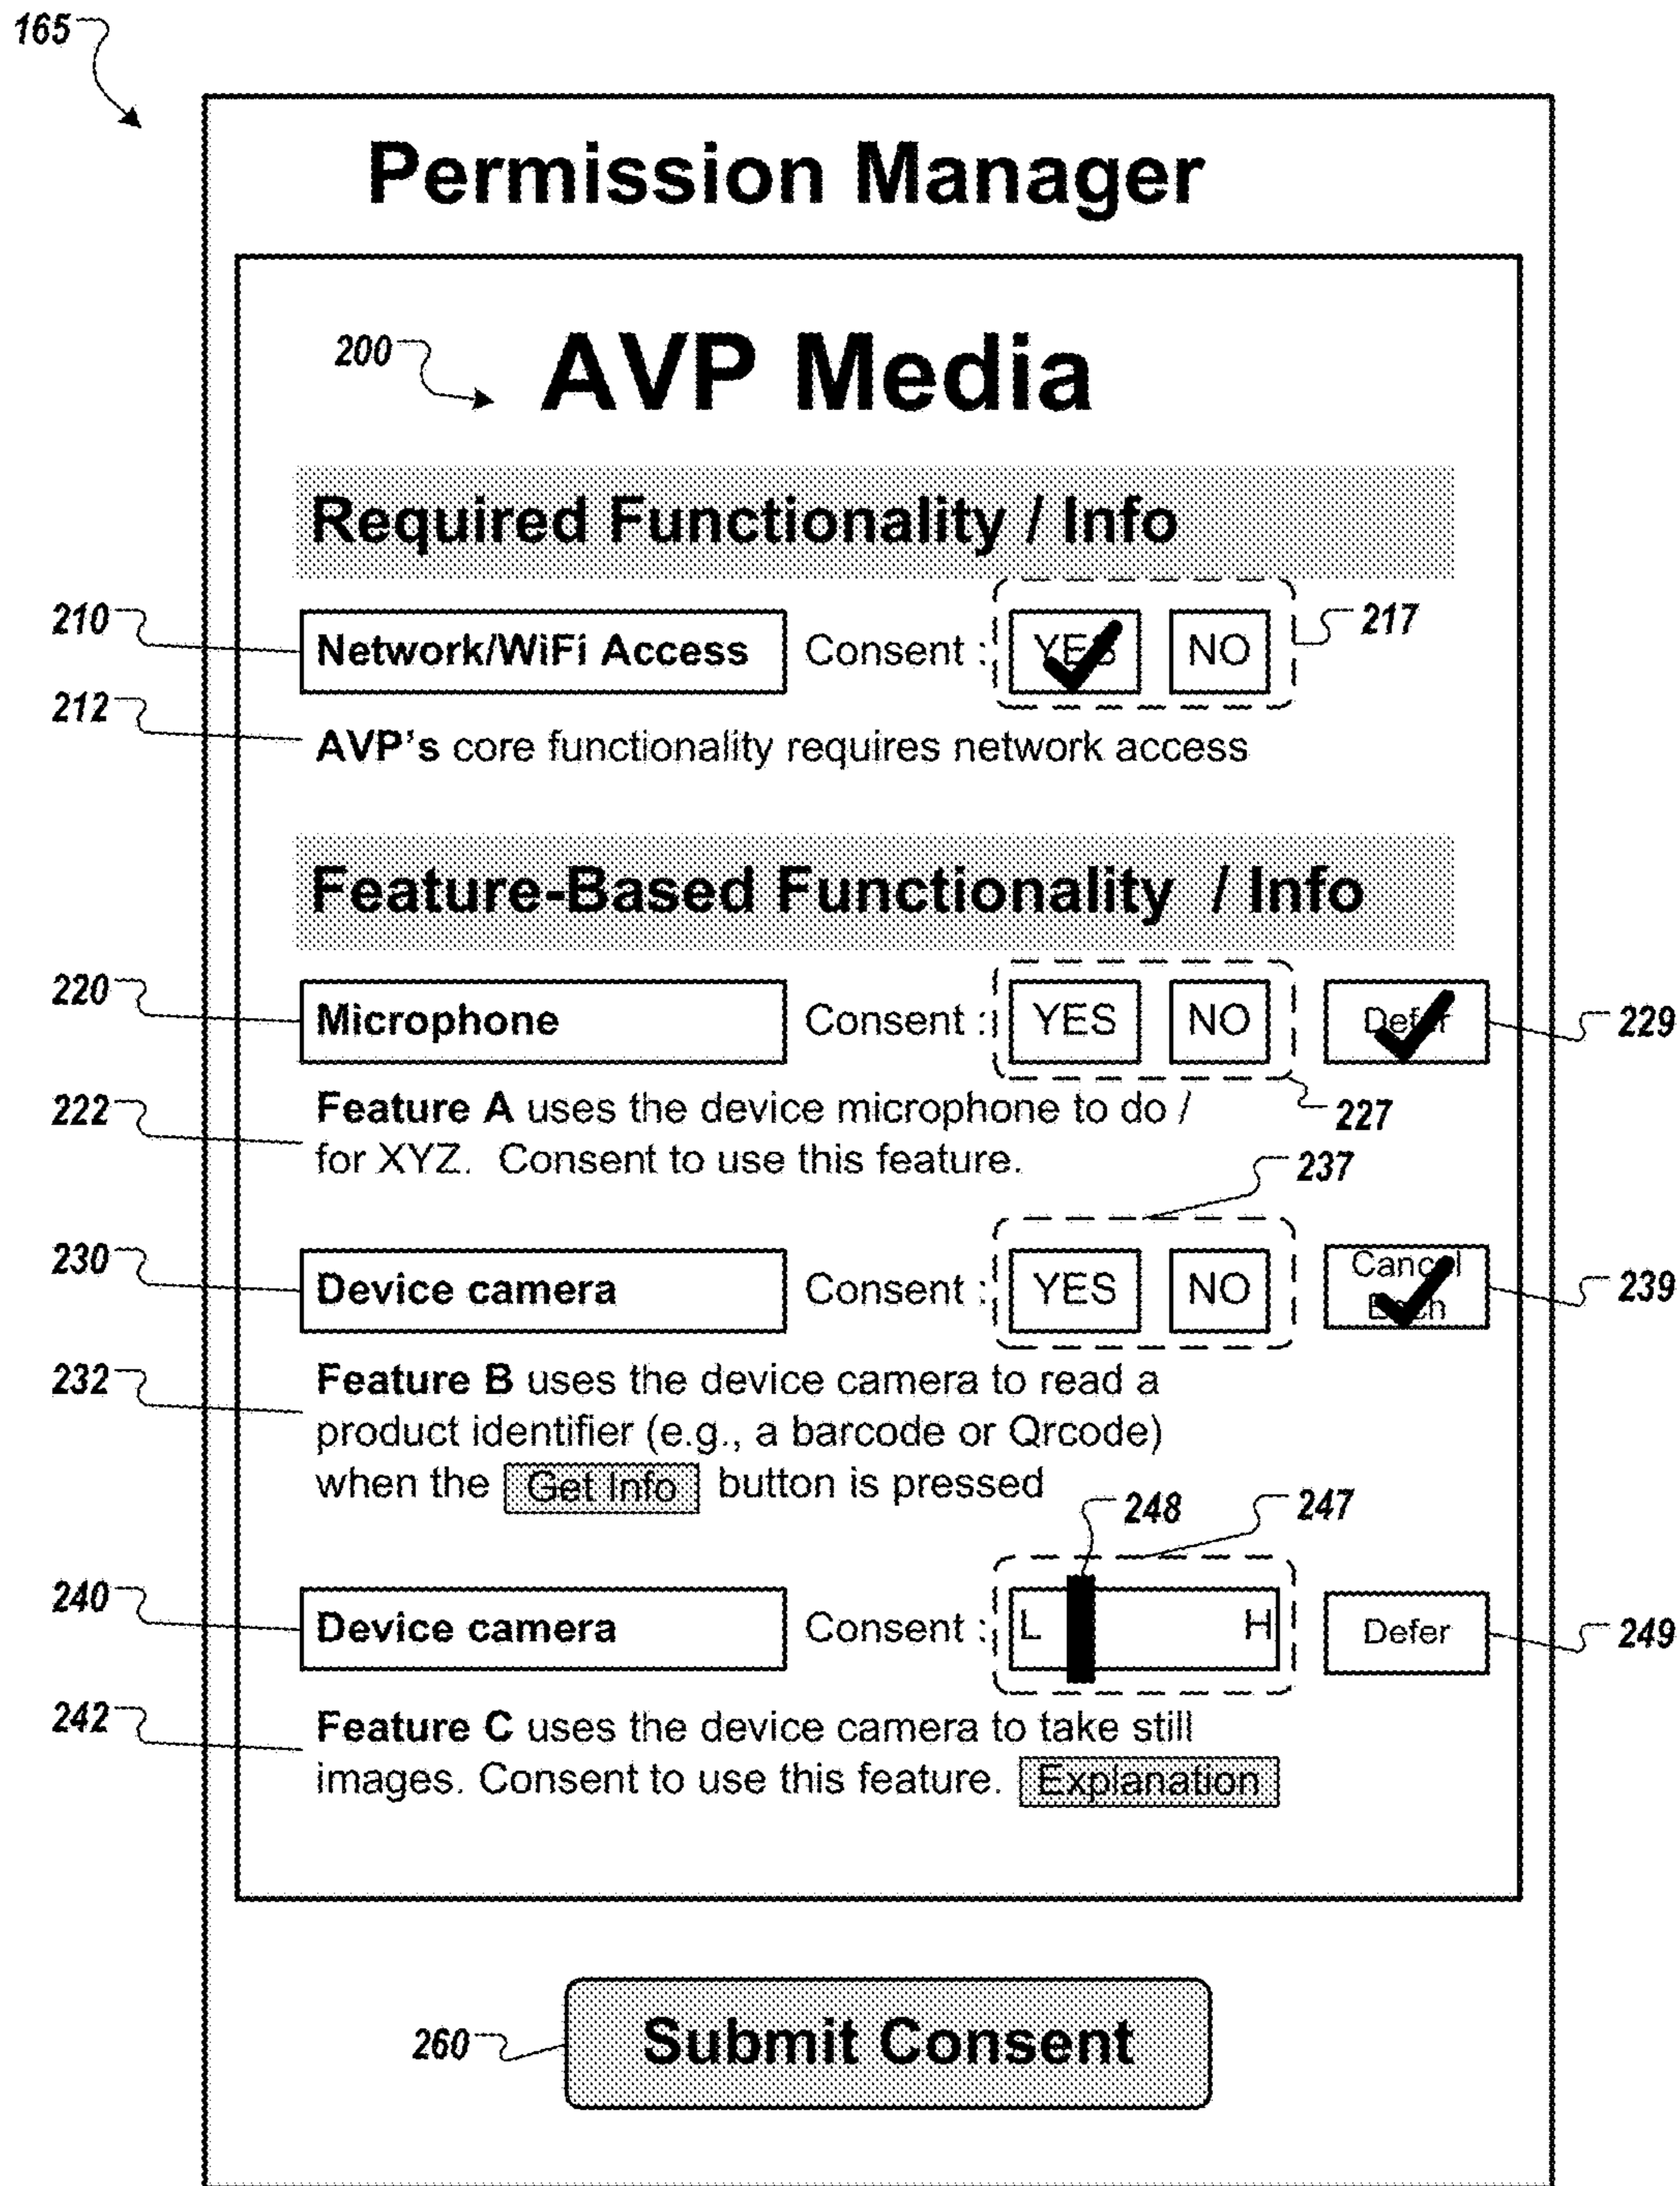 165
Permission Manager
200 AVP Media
Required Functionality / Info
210 Network/WiFi Access Consent : YES NO 217
212 AVP's core functionality requires network access
Feature-Based Functionality / Info
220 Microphone Consent : YES NO Defer 229
222 Feature A uses the device microphone to do / 227
for XYZ. Consent to use this feature. 237
230 Device camera Consent : YES NO Cancel 239
232 Feature B uses the device camera to read a
product identifier (e.g., a barcode or Qrcode)
when the Get Info button is pressed
248 247
240 Device camera Consent : L H Defer 249
242 Feature C uses the device camera to take still
images. Consent to use this feature. Explanation
260 Submit Consent